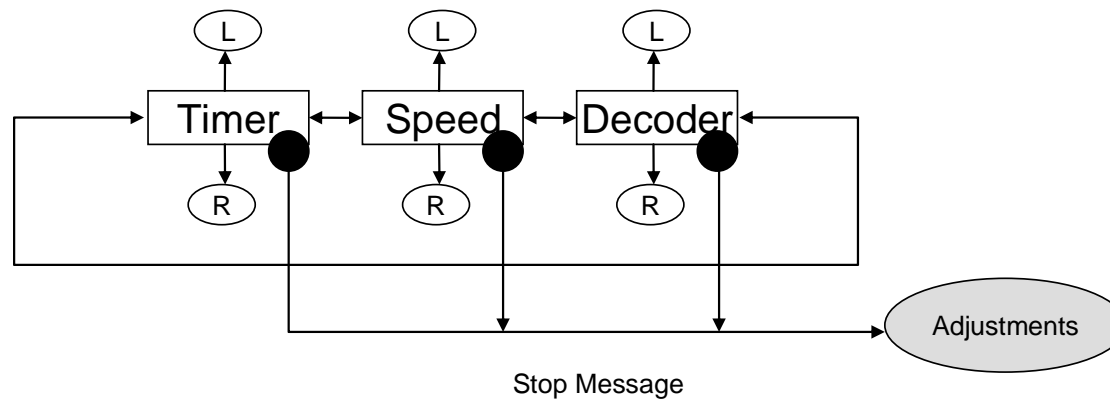 L L L
Timer Speed Decoder
R R R
Adjustments
Stop Message